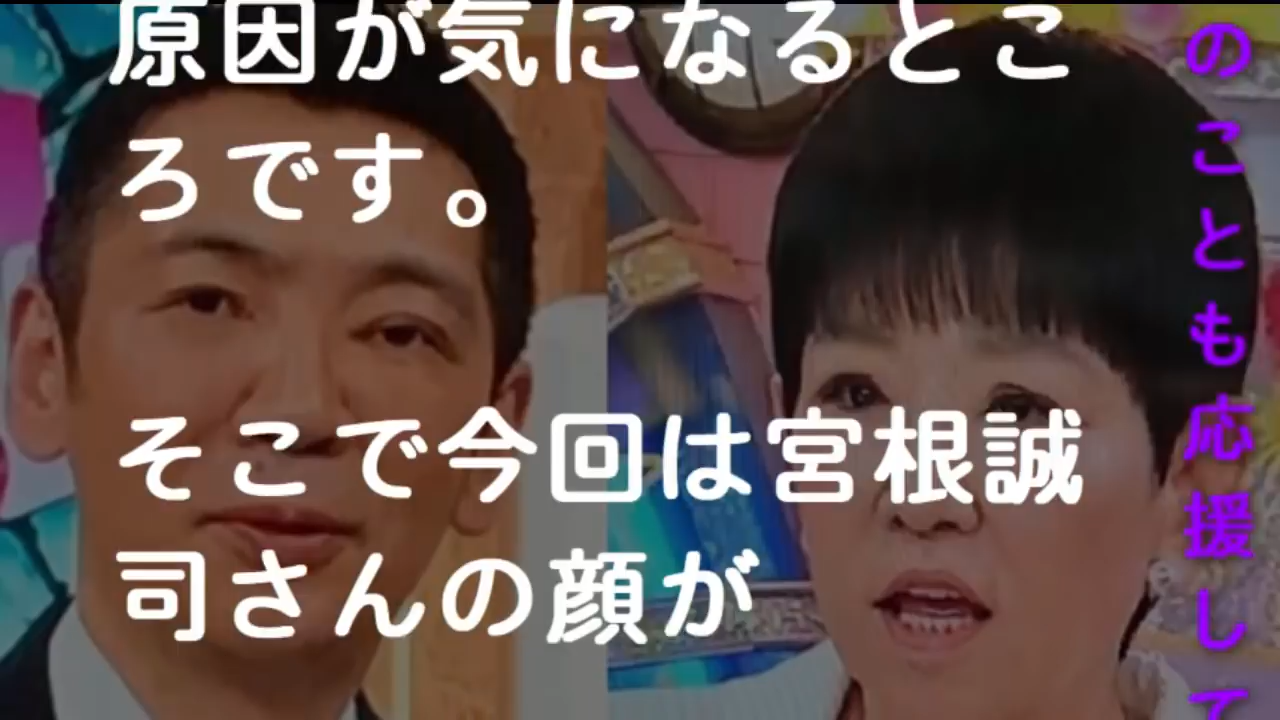 原因が気になるとこ
ろです。
そこで今回は宮根誠
司さんの顔が
のことも応援して